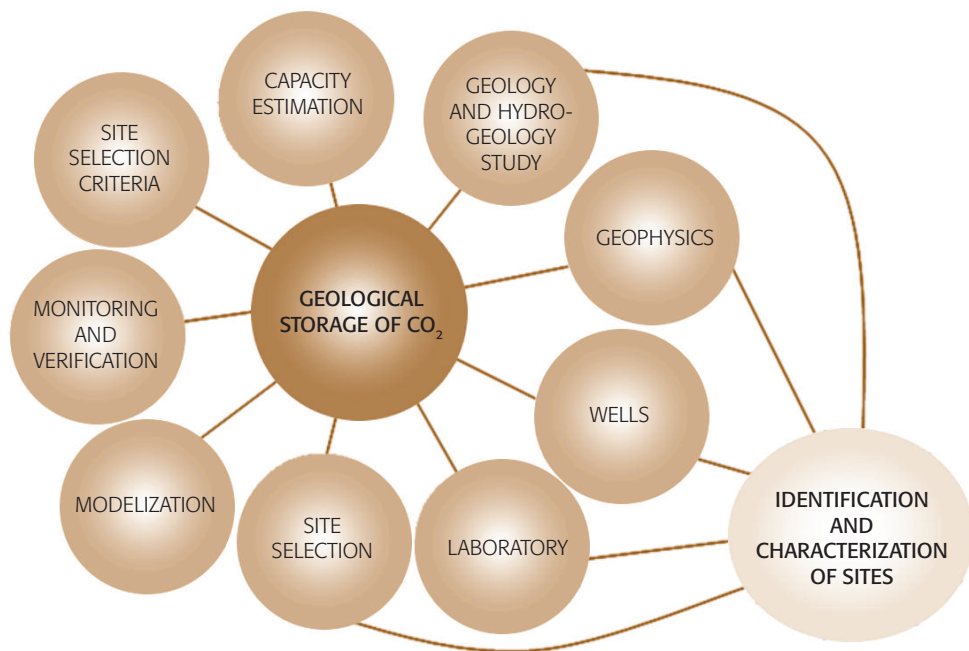 CAPACITY
ESTIMATION
GEOLOGY
AND HYDRO-
GEOLOGY
STUDY
SITE
SELECTION
CRITERIA
GEOPHYSICS
GEOLOGICAL
STORAGE OF CO₂
MONITORING
AND
VERIFICATION
WELLS
MODELIZATION
SITE
SELECTION
LABORATORY
IDENTIFICATION
AND
CHARACTERIZATION
OF SITES